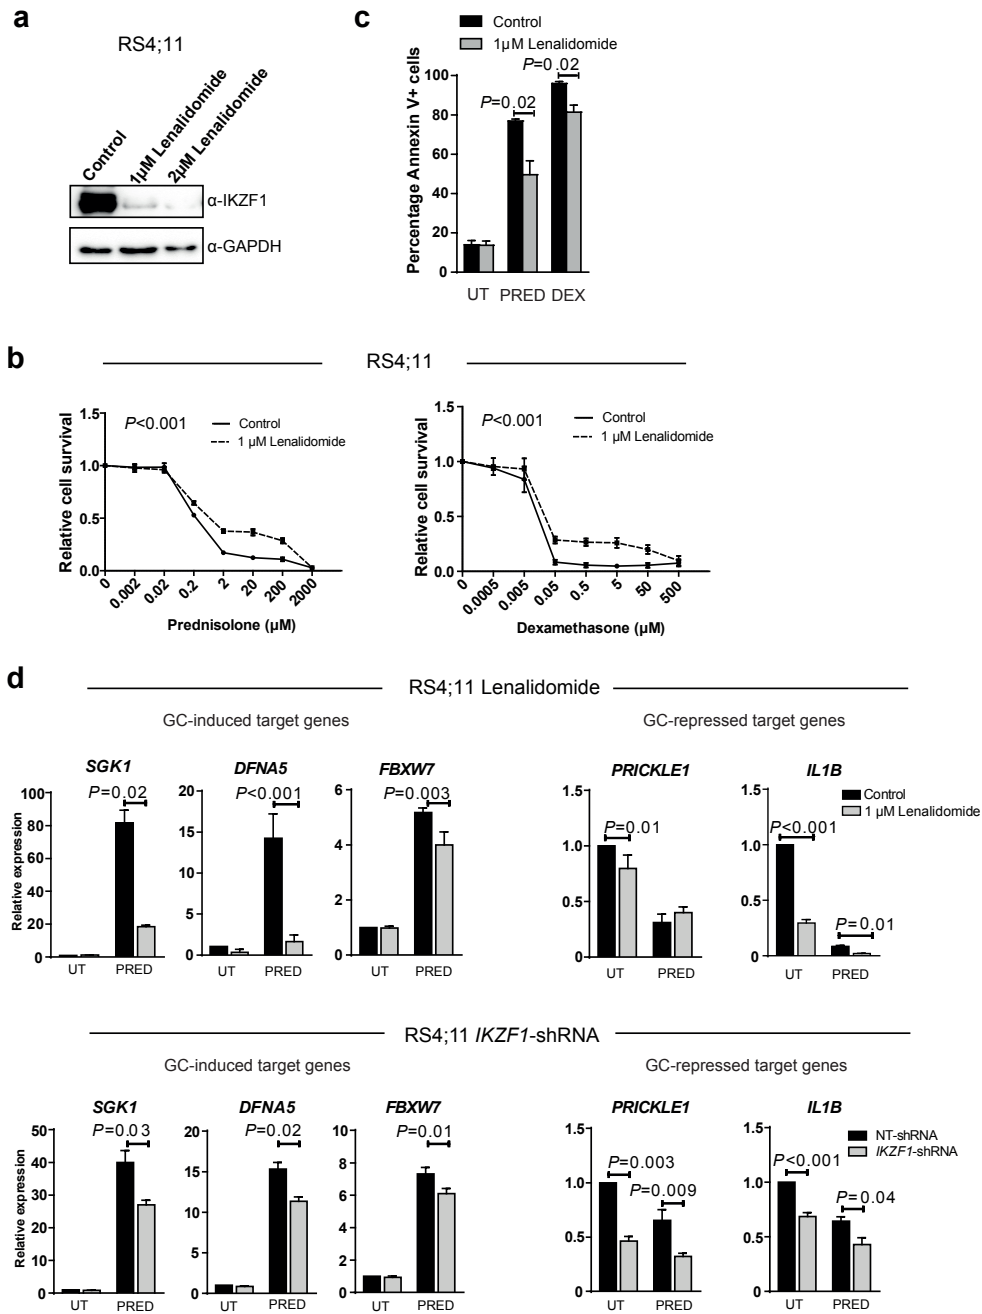 a
RS4;11
Control
1µM Lenalidomide
2µM Lenalidomide
α-IKZF1
α-GAPDH
c
Control
1µM Lenalidomide
Percentage Annexin V+ cells
100
80
60
40
20
0
P=0.02
P=0.02
UT PRED DEX
b
RS4;11
Relative cell survival
1.5
1.0
0.5
0.0
P<0.001
Control
1 µM Lenalidomide
0 0.002 0.02 0.2 2 20 200 2000
Prednisolone (µM)
Relative cell survival
1.5
1.0
0.5
0.0
P<0.001
Control
1 µM Lenalidomide
0 0.0005 0.005 0.05 0.5 5 50 500
Dexamethasone (µM)
d
RS4;11 Lenalidomide
GC-induced target genes
GC-repressed target genes
SGK1
Relative expression
100
80
60
40
20
0
P=0.02
UT PRED
DFNA5
20
15
10
5
0
P<0.001
UT PRED
FBXW7
6
4
2
0
P=0.003
UT PRED
PRICKLE1
1.5
1.0
0.5
0
P=0.01
UT PRED
IL1B
1.5
1.0
0.5
0
P<0.001
P=0.01
UT PRED
Control
1 µM Lenalidomide
RS4;11 IKZF1-shRNA
GC-induced target genes
GC-repressed target genes
SGK1
Relative expression
50
40
30
20
10
0
P=0.03
UT PRED
DFNA5
20
15
10
5
0
P=0.02
UT PRED
FBXW7
10
8
6
4
2
0
P=0.01
UT PRED
PRICKLE1
1.5
1.0
0.5
0
P=0.003
P=0.009
UT PRED
IL1B
1.5
1.0
0.5
0
P<0.001
P=0.04
UT PRED
NT-shRNA
IKZF1-shRNA